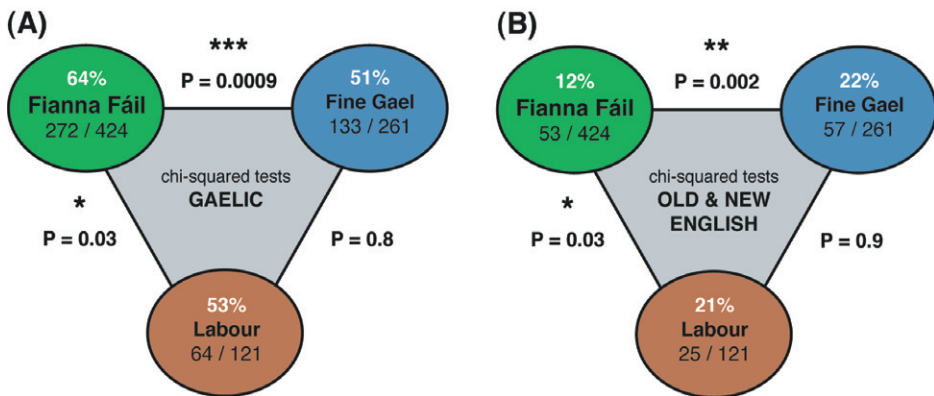 (A)
***
P = 0.0009
64%
Fianna Fáil
272 / 424
51%
Fine Gael
133 / 261
chi-squared tests
GAELIC
*
P = 0.03
P = 0.8
53%
Labour
64 / 121
(B)
**
P = 0.002
12%
Fianna Fáil
53 / 424
22%
Fine Gael
57 / 261
chi-squared tests
OLD & NEW
ENGLISH
*
P = 0.03
P = 0.9
21%
Labour
25 / 121